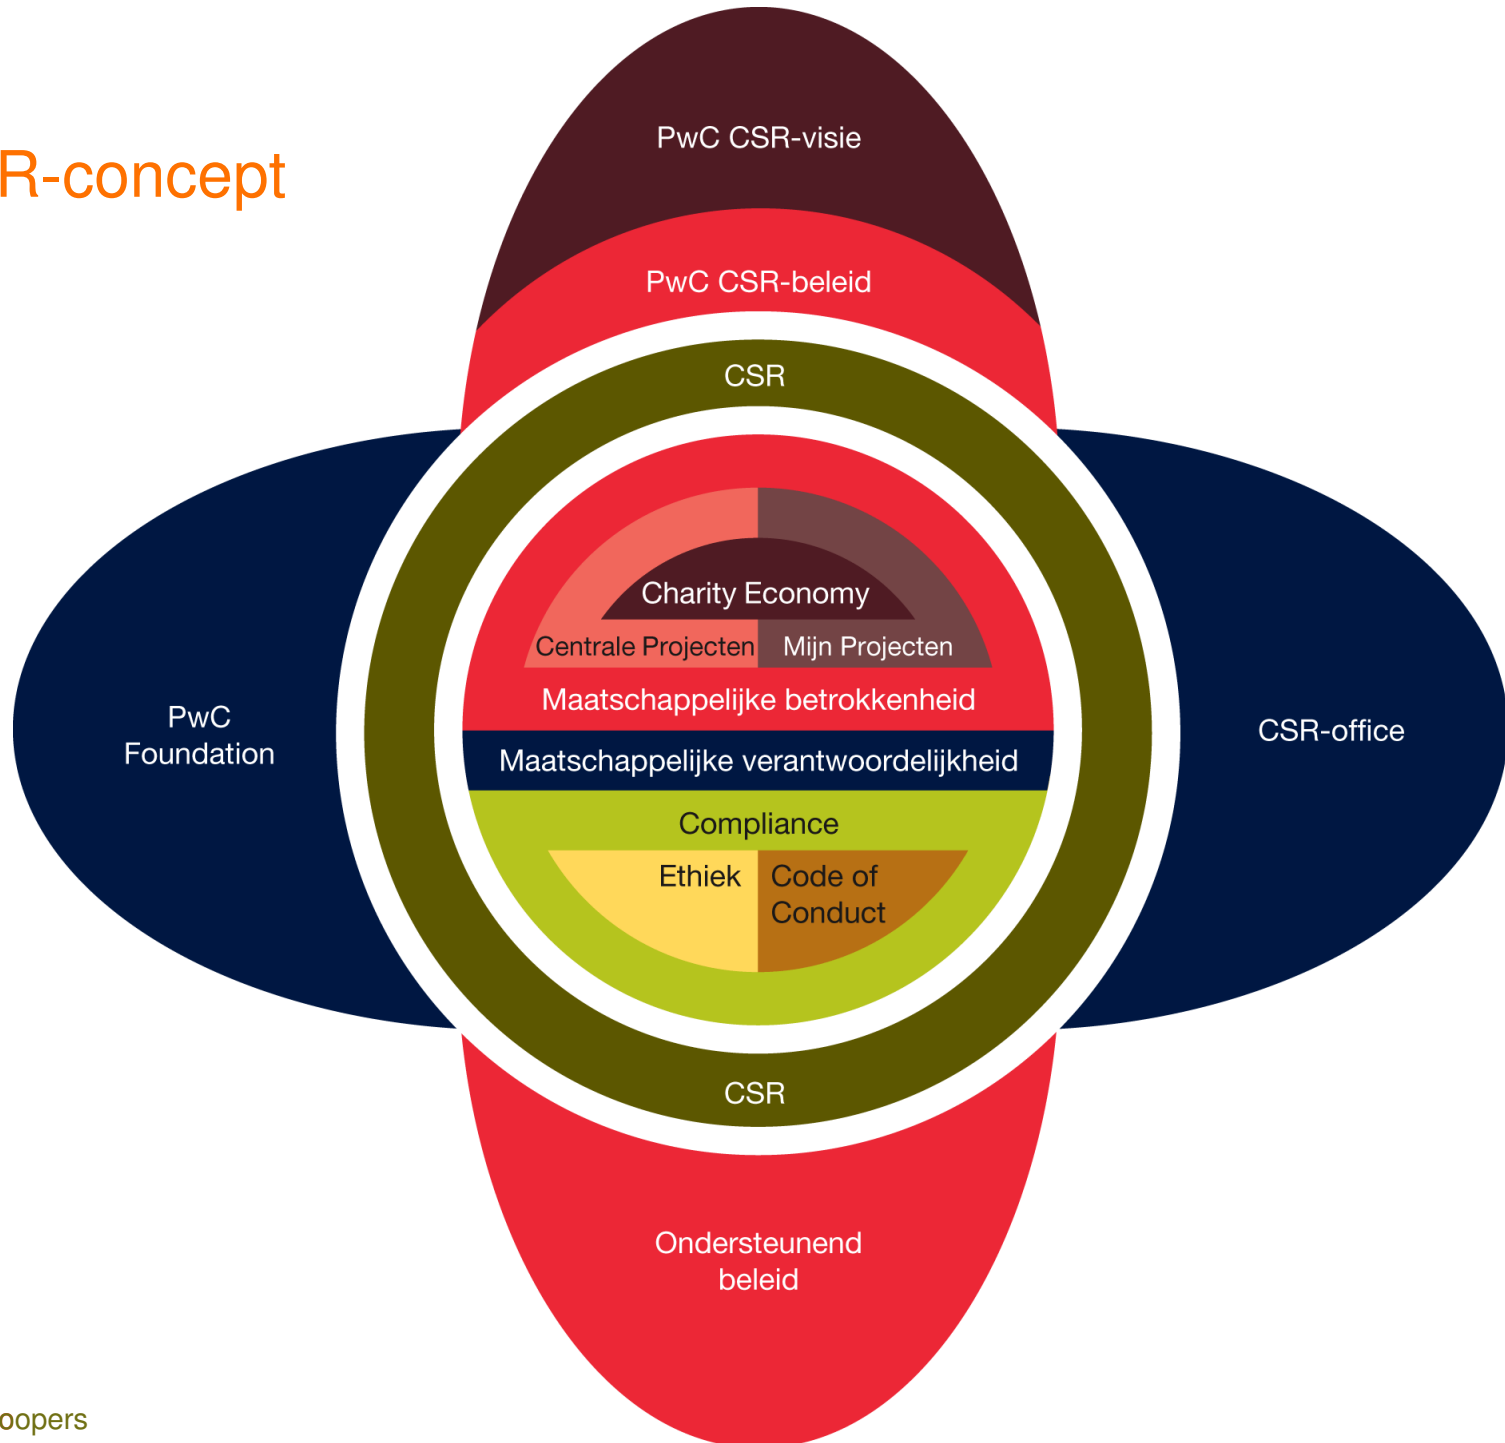 PwC CSR-visie
R-concept
PwC CSR-beleid
CSR
Charity Economy
Centrale Projecten Mijn Projecten
Maatschappelijke betrokkenheid
PwC
Foundation
CSR-office
Maatschappelijke verantwoordelijkheid
Compliance
Ethiek
Code of
Conduct
CSR
Ondersteunend
beleid
oopers